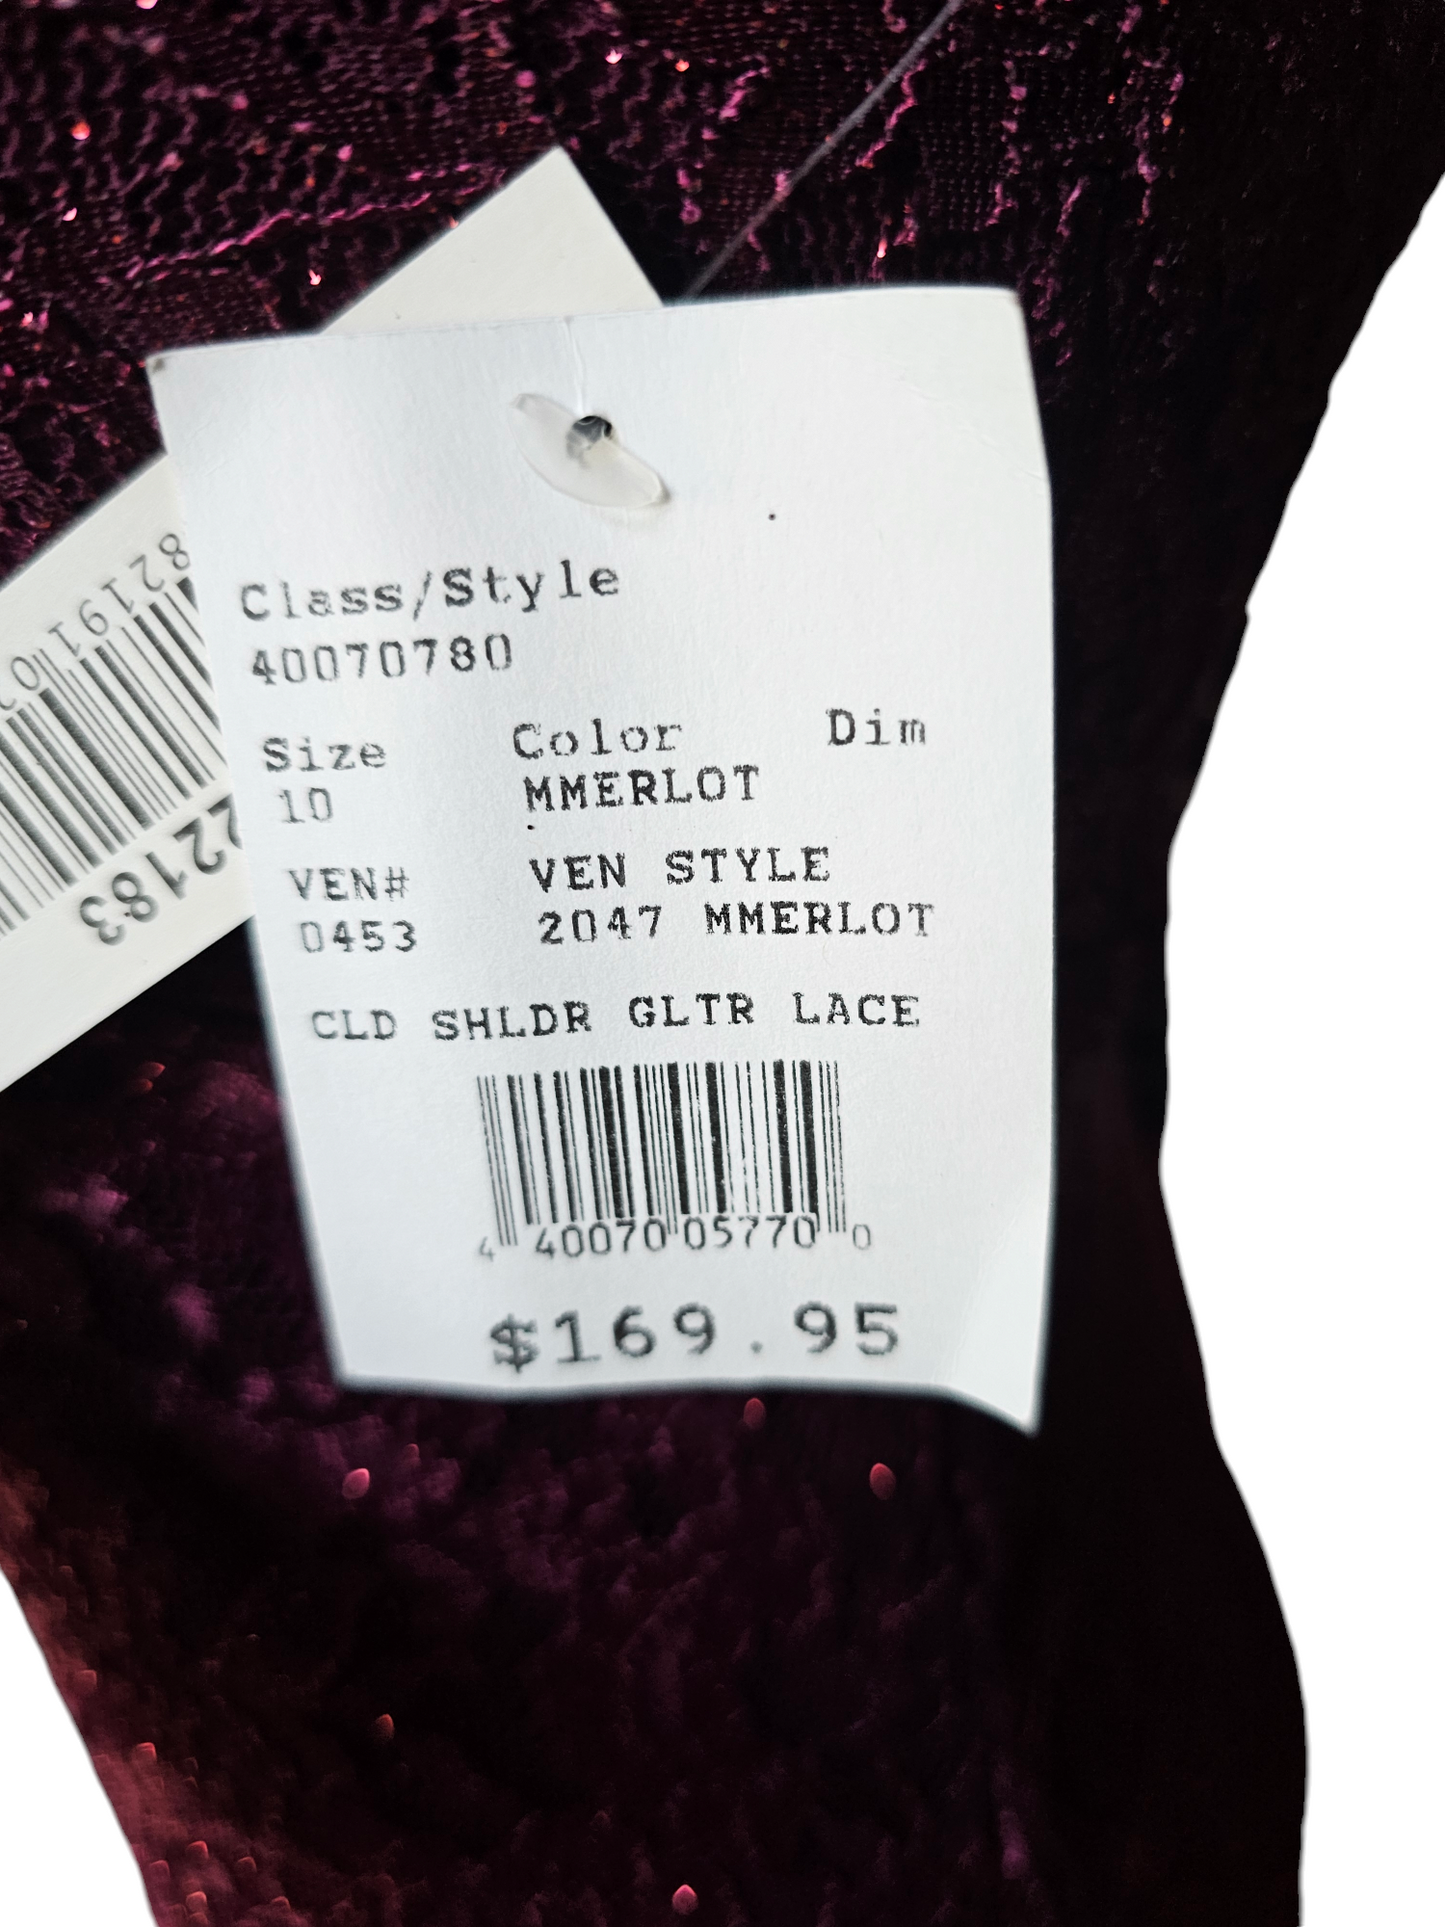 Class/Style
40070780
Size Color Dim
10 MMERLOT
VEN# VEN STYLE
0453 2047 MMERLOT
CLD SHLDR GLTR LACE
4 40070 05770 0
$169.95
22183